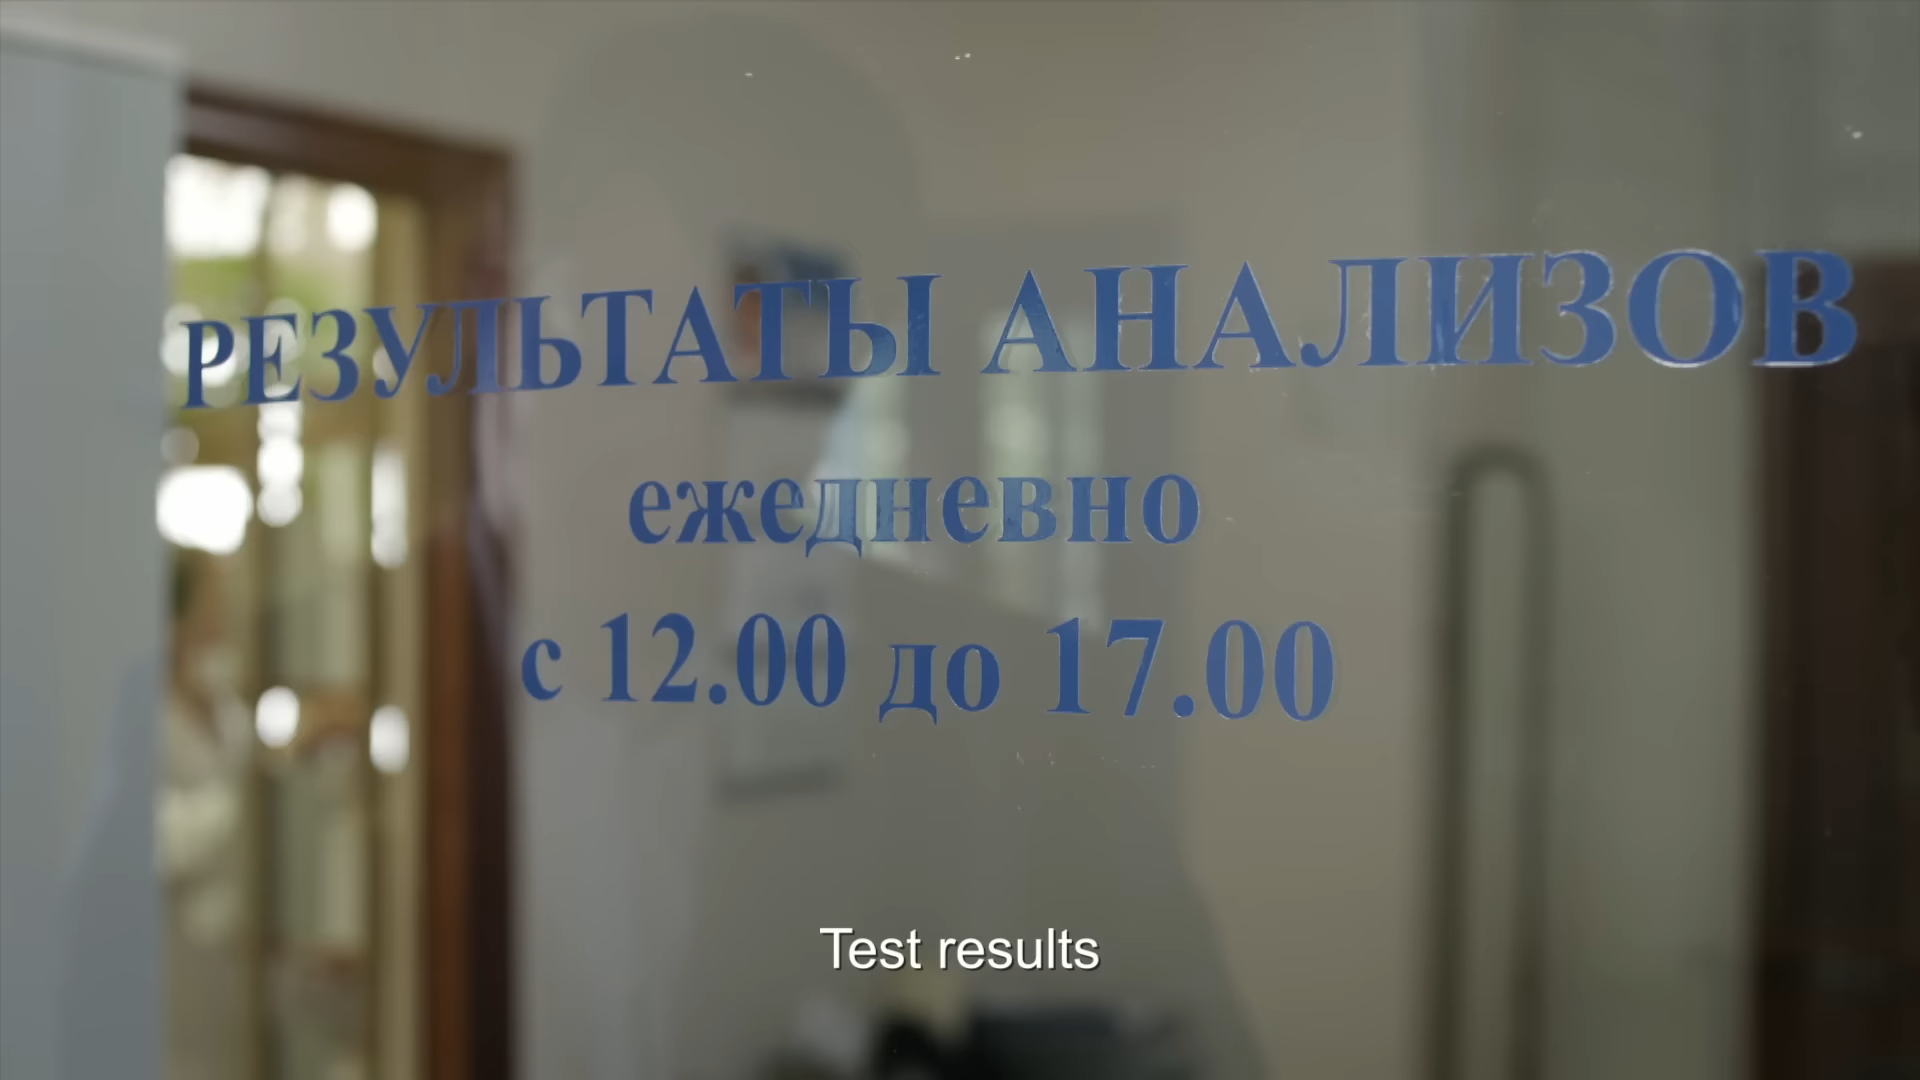 РЕЗУЛЬТАТЫ АНАЛИЗОВ
ежедневно
с 12.00 до 17.00
Test results